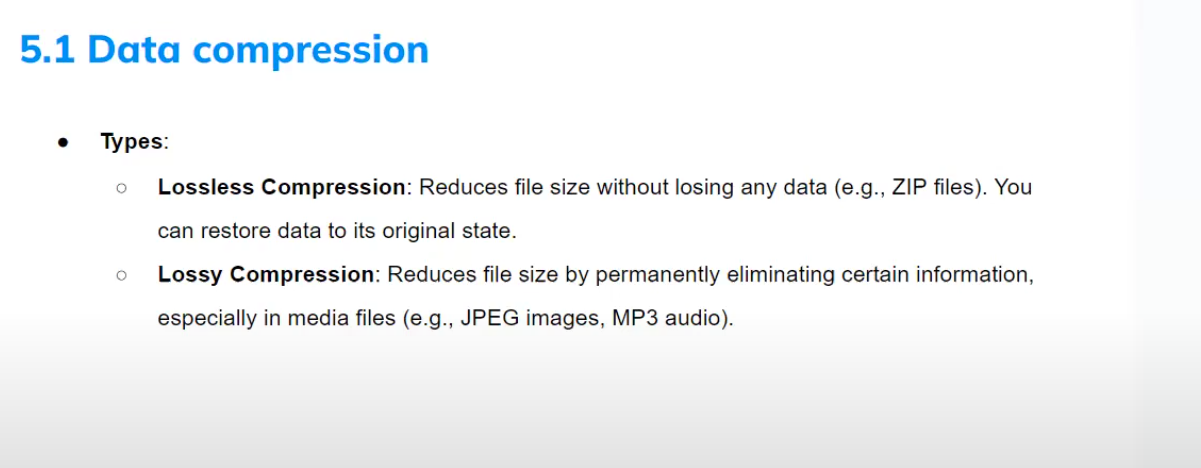 5.1 Data compression
● Types:
○ Lossless Compression: Reduces file size without losing any data (e.g., ZIP files). You
can restore data to its original state.
○ Lossy Compression: Reduces file size by permanently eliminating certain information,
especially in media files (e.g., JPEG images, MP3 audio).